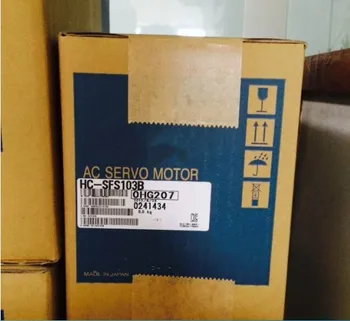 AC SERVO MOTOR
HC-SFS103B
0HG207
0241434
MADE IN JAPAN